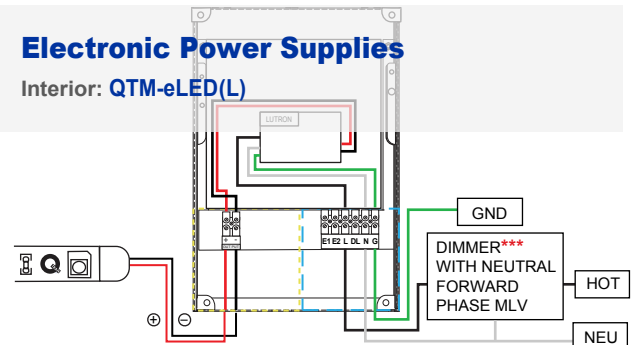 Electronic Power Supplies
Interior: QTM-eLED(L)
LUTRON
+ -
E1 E2 L DL N G
GND
DIMMER***
WITH NEUTRAL
FORWARD
PHASE MLV
HOT
NEU
Q
⊕ ⊖